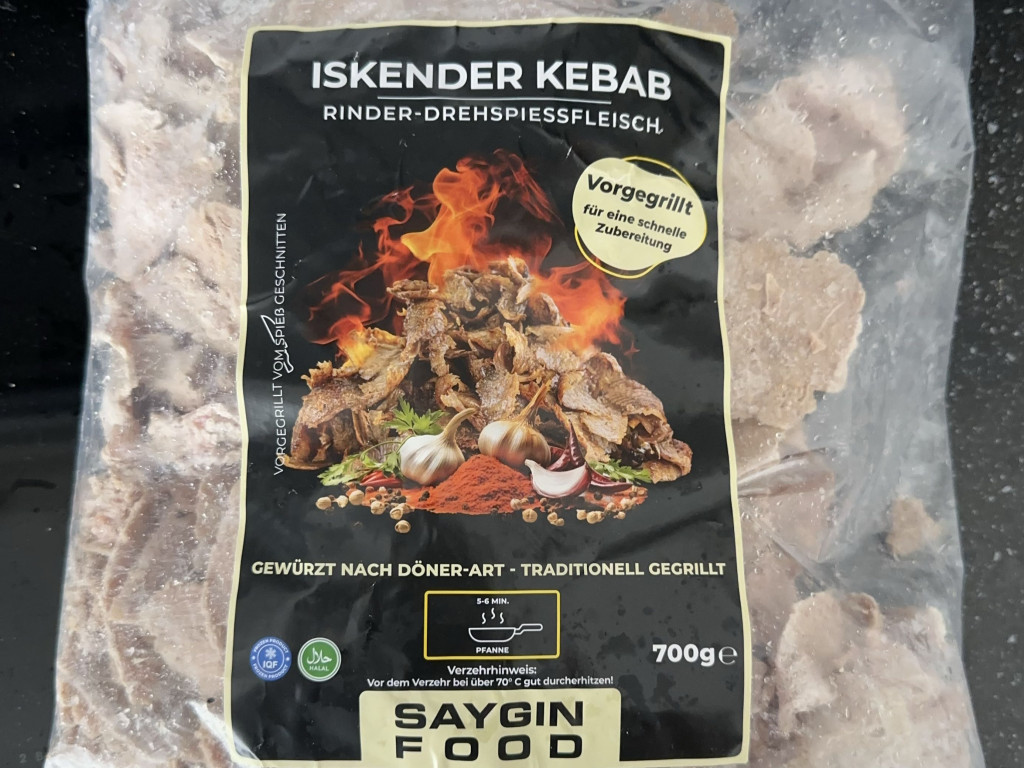 ISKENDER KEBAB
RINDER-DREHSPIESSFLEISCH
Vorgegrillt
für eine schnelle
Zubereitung
VORGEGRILLT VOM SPIEß GESCHNITTEN
GEWÜRZT NACH DÖNER-ART - TRADITIONELL GEGRILLT
5-6 MIN.
PFANNE
IQF
حلال
HALAL
700g℮
Verzehrhinweis:
Vor dem Verzehr bei über 70° C gut durcherhitzen!
SAYGIN
FOOD